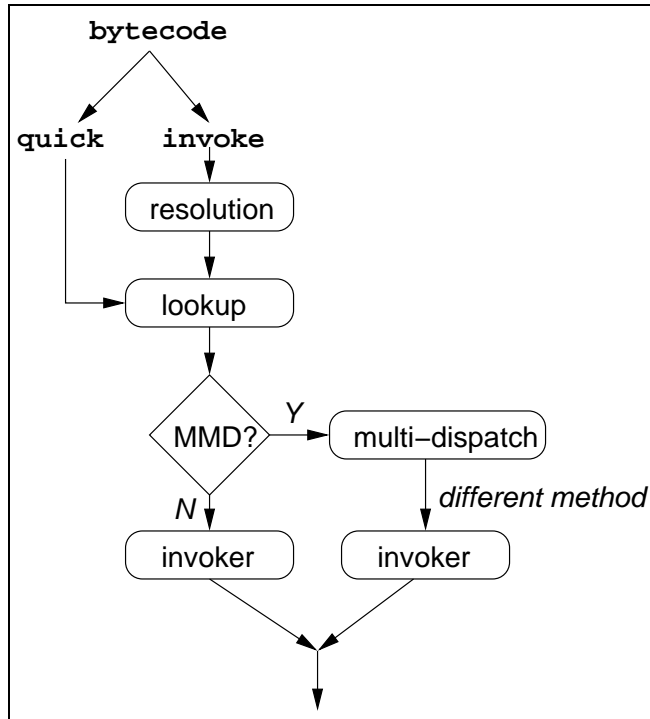 bytecode
quick
invoke
resolution
lookup
MMD?
Y
multi−dispatch
N
different method
invoker
invoker